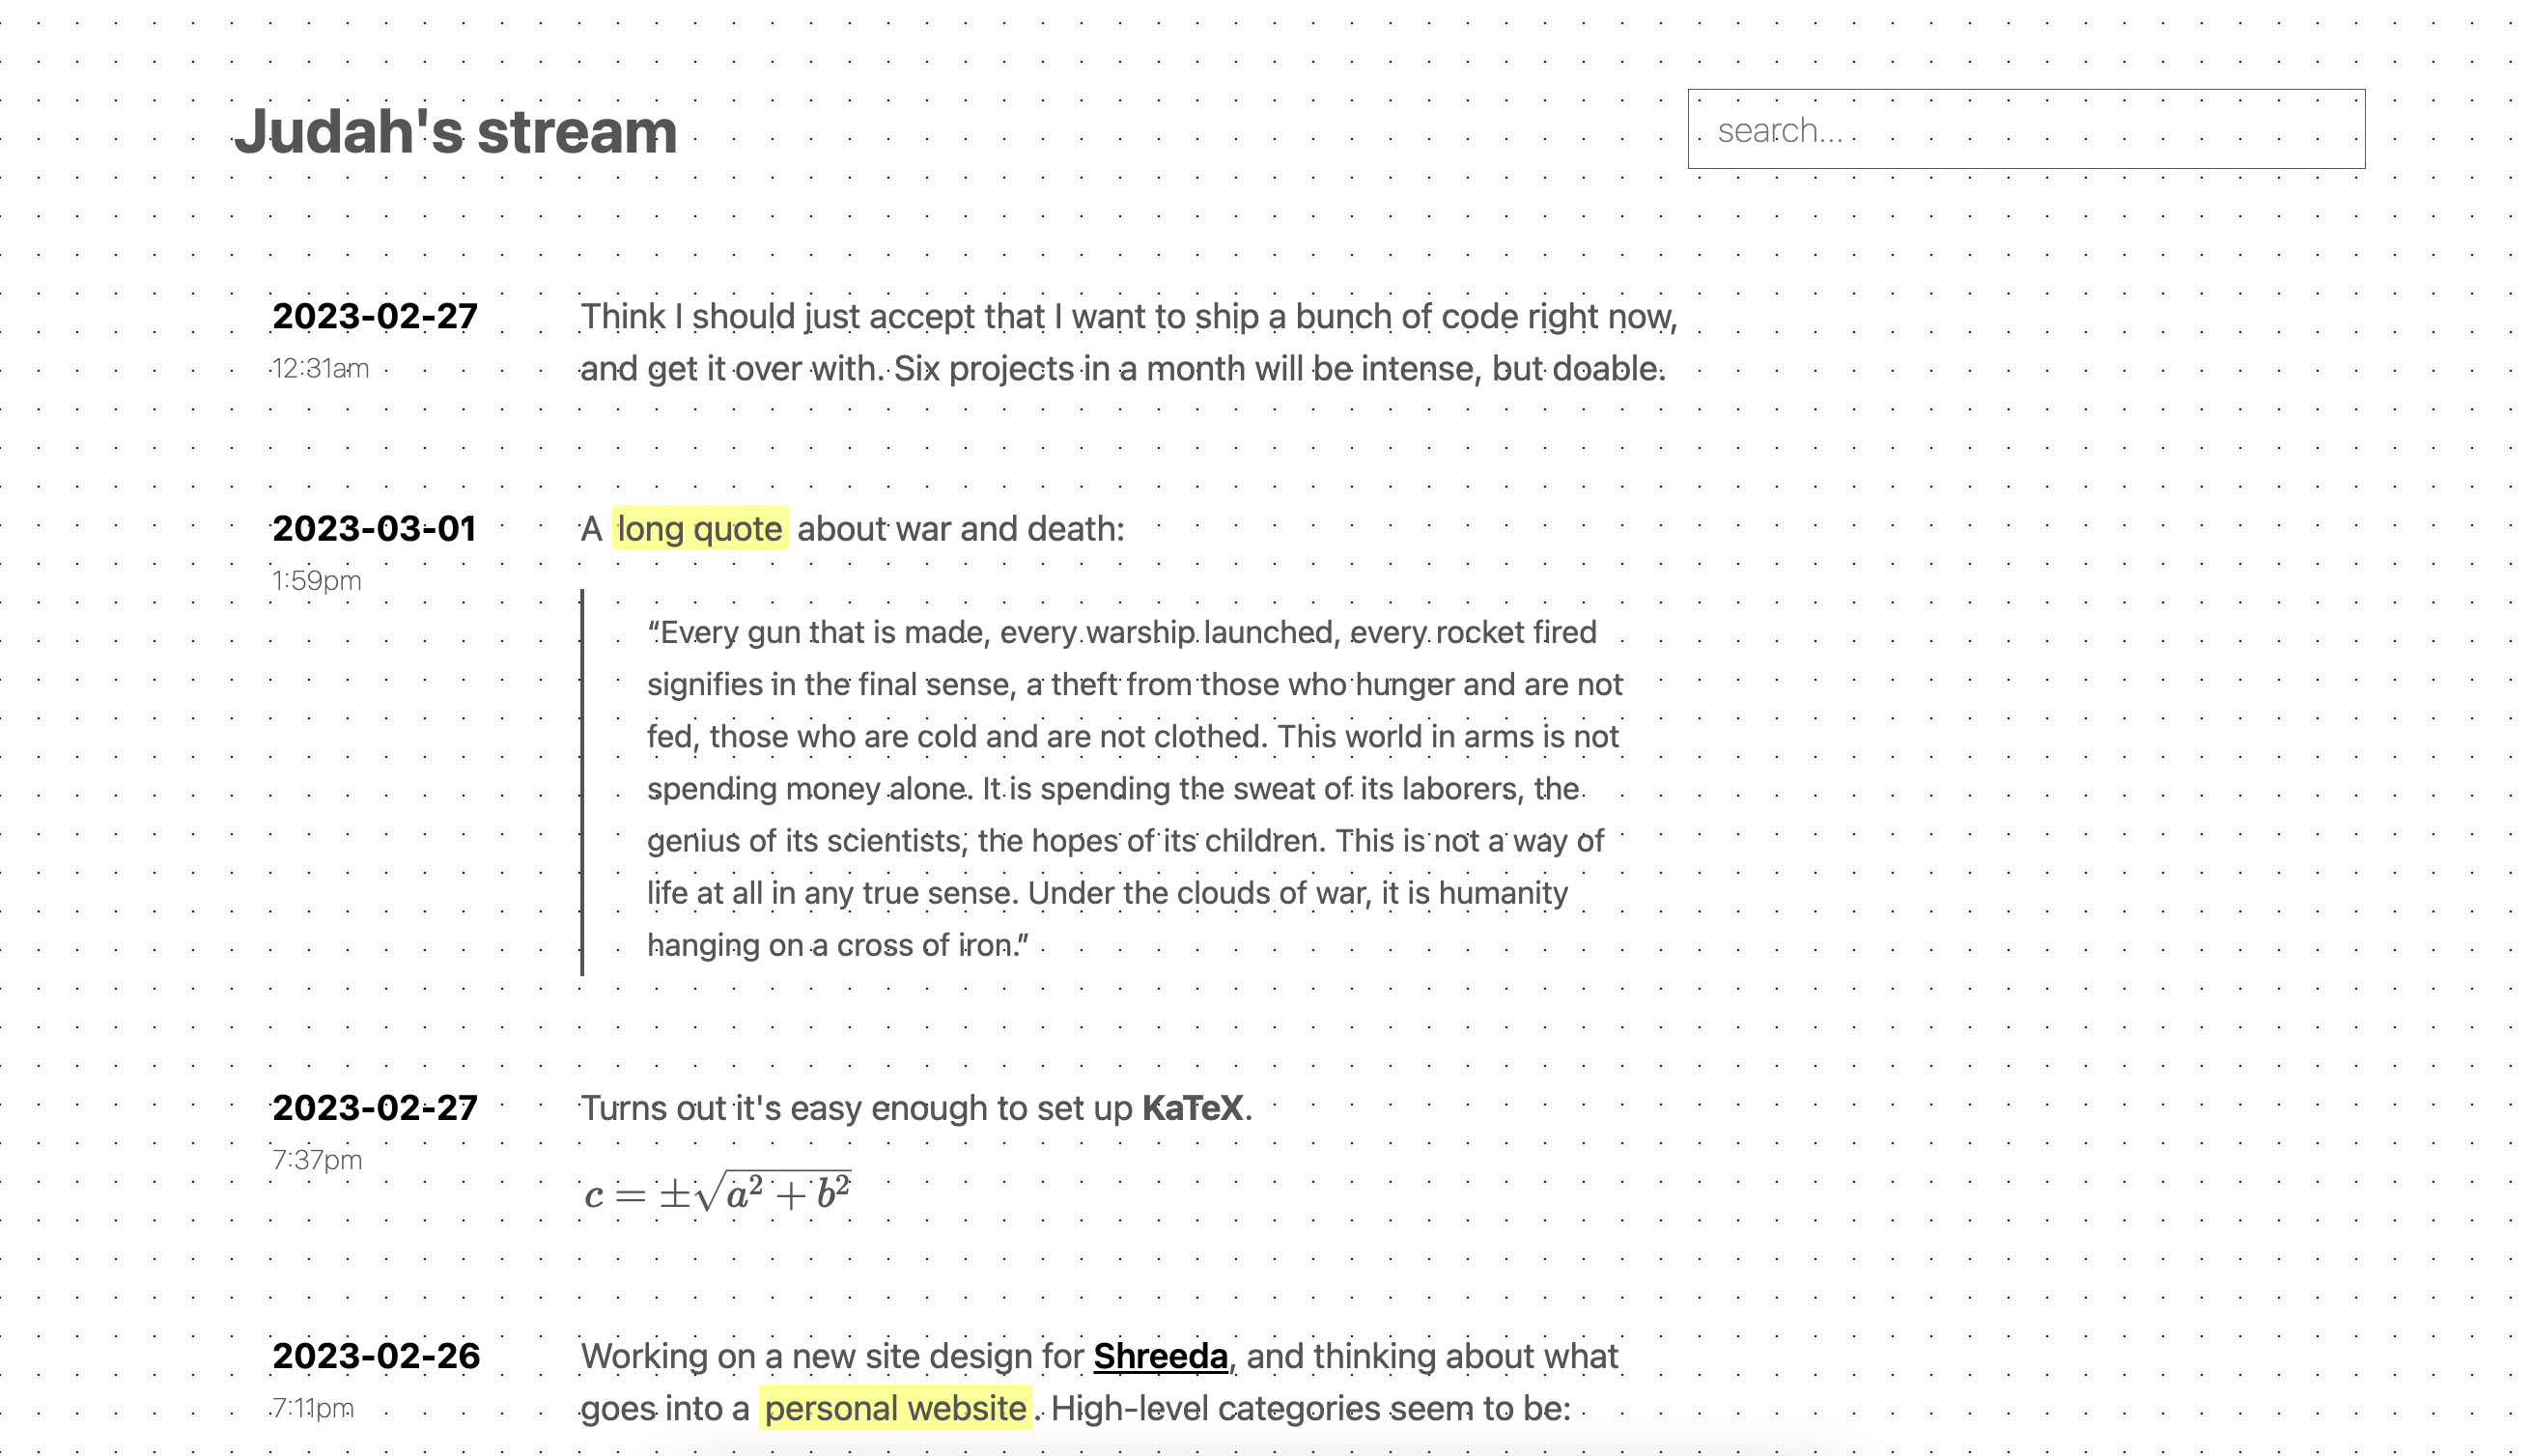 Judah's stream
search...
2023-02-27
Think I should just accept that I want to ship a bunch of code right now,
12:31am
and get it over with. Six projects in a month will be intense, but doable.
2023-03-01
A long quote about war and death:
1:59pm
“Every gun that is made, every warship launched, every rocket fired
signifies in the final sense, a theft from those who hunger and are not
fed, those who are cold and are not clothed. This world in arms is not
spending money alone. It is spending the sweat of its laborers, the
genius of its scientists, the hopes of its children. This is not a way of
life at all in any true sense. Under the clouds of war, it is humanity
hanging on a cross of iron.”
2023-02-27
Turns out it's easy enough to set up KaTeX.
7:37pm
c = ±√a² + b²
2023-02-26
Working on a new site design for Shreeda, and thinking about what
7:11pm
goes into a personal website. High-level categories seem to be: